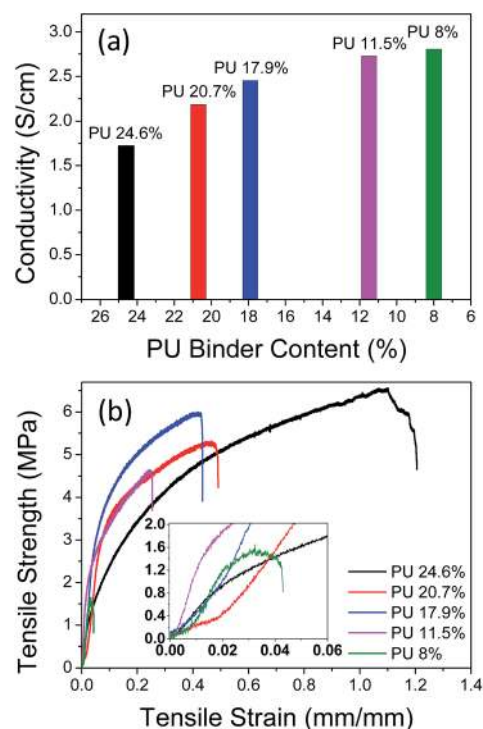 (a)
PU 8%
PU 11.5%
PU 17.9%
PU 20.7%
PU 24.6%
3.0
2.5
2.0
1.5
1.0
0.5
0.0
Conductivity (S/cm)
26 24 22 20 18 16 14 12 10 8 6
PU Binder Content (%)
(b)
6
5
4
3
2
1
0
Tensile Strength (MPa)
2.0
1.6
1.2
0.8
0.4
0.0
0.00 0.02 0.04 0.06
PU 24.6%
PU 20.7%
PU 17.9%
PU 11.5%
PU 8%
0.0 0.2 0.4 0.6 0.8 1.0 1.2 1.4
Tensile Strain (mm/mm)